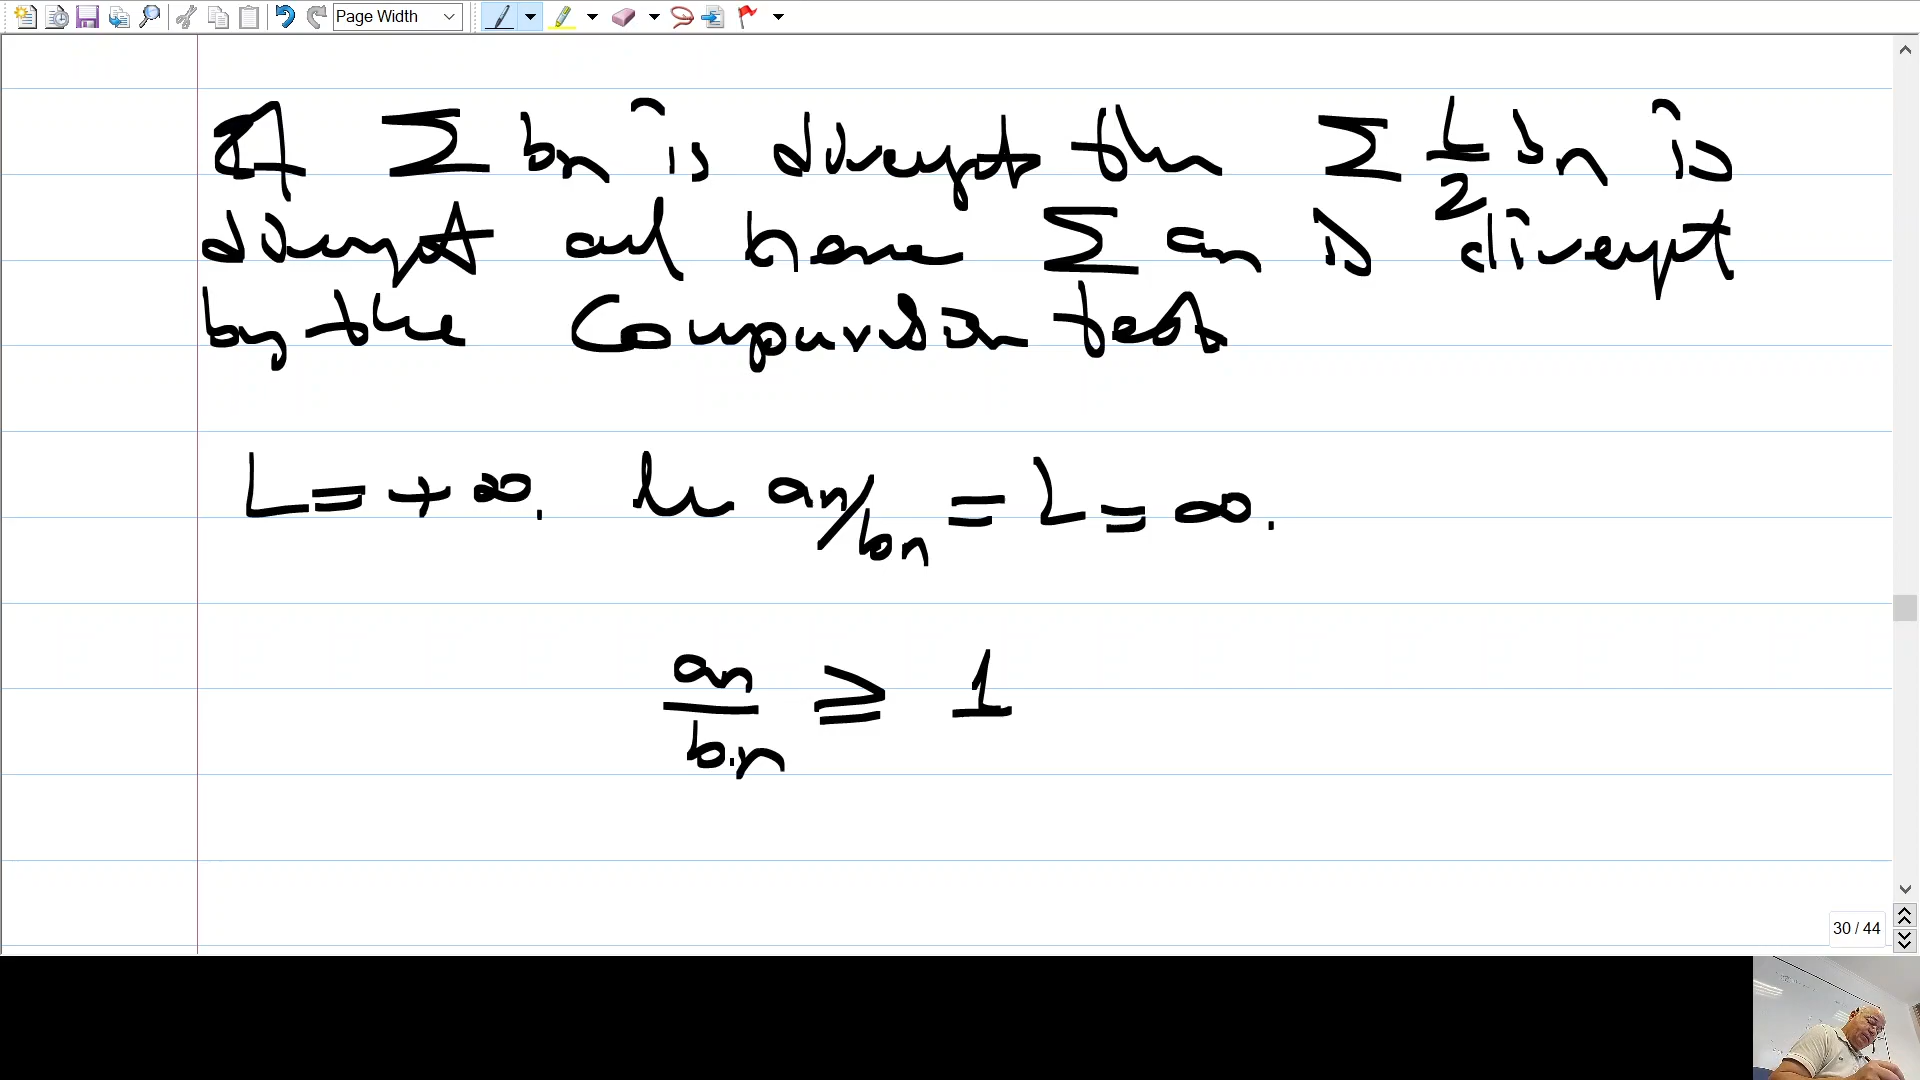 Page Width
If Σ bn is divergent then Σ L/2 bn is
divergent and hence Σ an is divergent
by the Comparison test
L = + ∞. lim an/bn = L = ∞.
an/bn ≥ 1
30 / 44